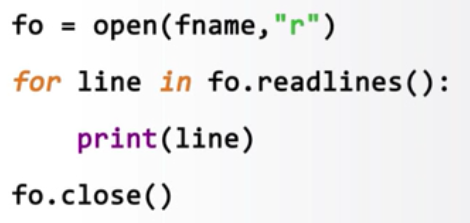 fo = open(fname,"r")
for line in fo.readlines():
    print(line)
fo.close()